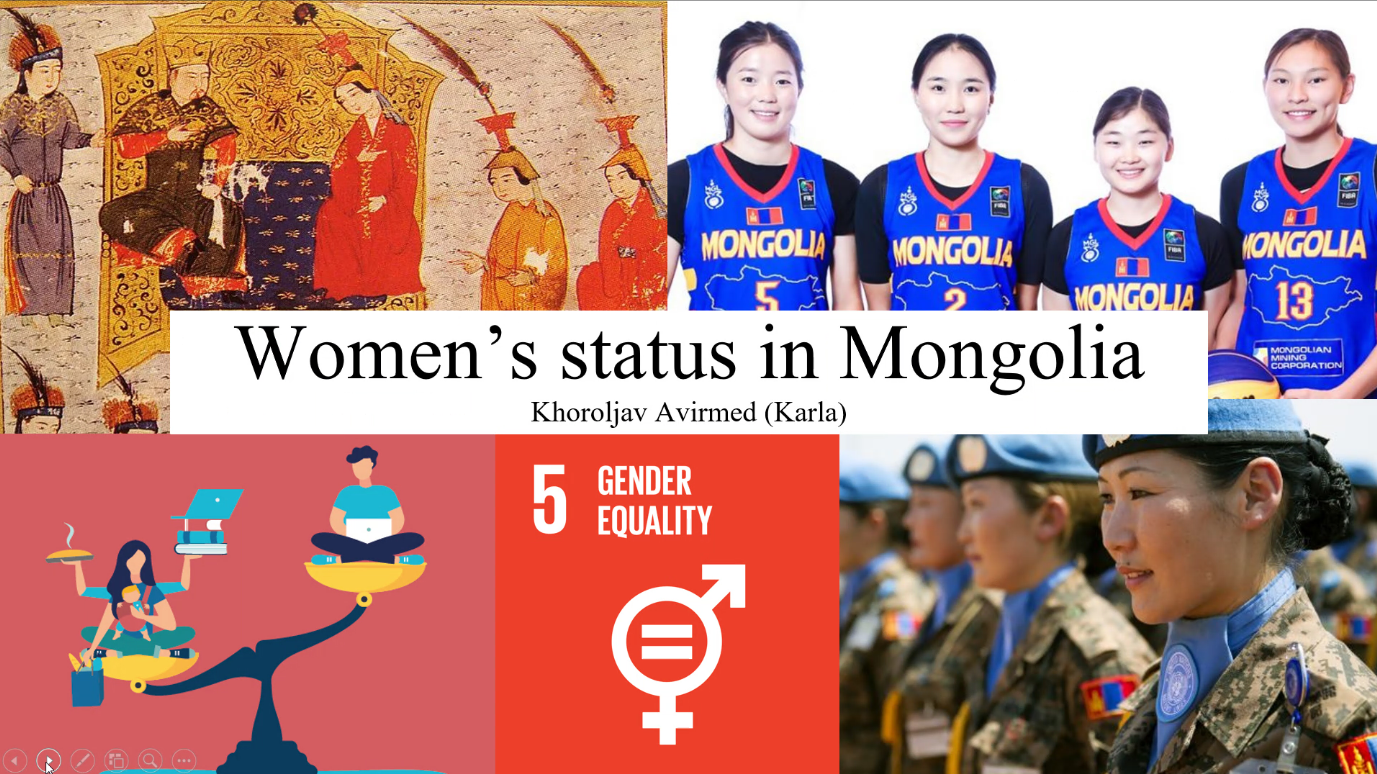 MONGOLIA
5
MONGOLIA
2
MONGOLIA
MONGOLIA
13
MONGOLIAN
MINING
CORPORATION
Women’s status in Mongolia
Khoroljav Avirmed (Karla)
5 GENDER
EQUALITY